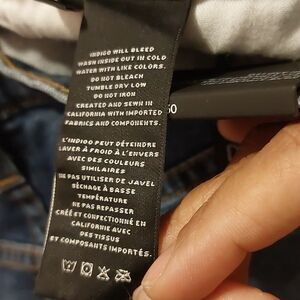 INDIGO WILL BLEED
WASH INSIDE OUT IN COLD
WATER WITH LIKE COLORS.
DO NOT BLEACH
TUMBLE DRY LOW
DO NOT IRON
CREATED AND SEWN IN
CALIFORNIA WITH IMPORTED
FABRICS AND COMPONENTS.
L'INDIGO PEUT DÉTEINDRE
LAVER À FROID À L'ENVERS
AVEC DES COULEURS
SIMILAIRES
NE PAS UTILISER DE JAVEL
SÉCHAGE À BASSE
TEMPÉRATURE
NE PAS REPASSER
CRÉÉ ET CONFECTIONNÉ EN
CALIFORNIE AVEC DES
DES TISSUS
ET COMPOSANTS IMPORTÉS.
50